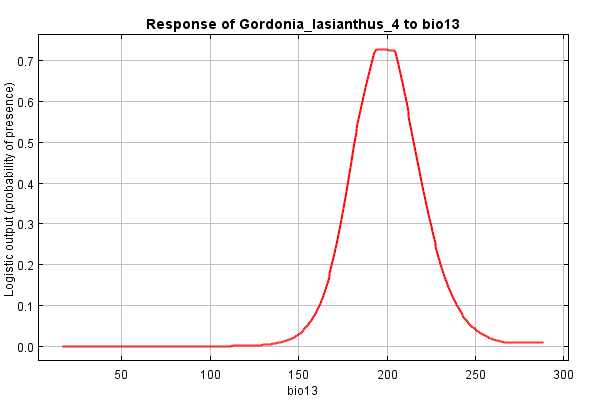 Response of Gordonia_lasianthus_4 to bio13
Logistic output (probability of presence)
0.7
0.6
0.5
0.4
0.3
0.2
0.1
0.0
50 100 150 200 250 300
bio13